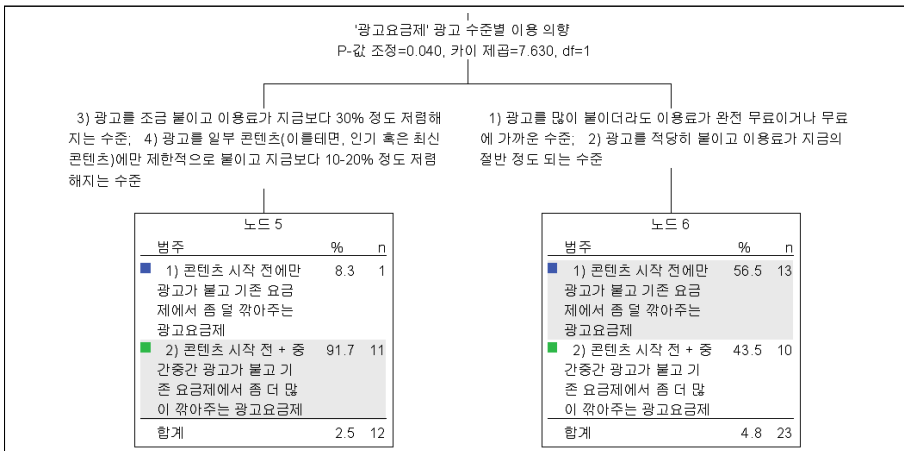 '광고요금제' 광고 수준별 이용 의향
P-값 조정=0.040, 카이 제곱=7.630, df=1
3) 광고를 조금 붙이고 이용료가 지금보다 30% 정도 저렴해
지는 수준; 4) 광고를 일부 콘텐츠(이를테면, 인기 혹은 최신
콘텐츠)에만 제한적으로 붙이고 지금보다 10-20% 정도 저렴
해지는 수준
1) 광고를 많이 붙이더라도 이용료가 완전 무료이거나 무료
에 가까운 수준; 2) 광고를 적당히 붙이고 이용료가 지금의
절반 정도 되는 수준
노드 5
범주 % n
1) 콘텐츠 시작 전에만 8.3 1
광고가 붙고 기존 요금
제에서 좀 덜 깎아주는
광고요금제
2) 콘텐츠 시작 전 + 중 91.7 11
간중간 광고가 붙고 기
존 요금제에서 좀 더 많
이 깎아주는 광고요금제
합계 2.5 12
노드 6
범주 % n
1) 콘텐츠 시작 전에만 56.5 13
광고가 붙고 기존 요금
제에서 좀 덜 깎아주는
광고요금제
2) 콘텐츠 시작 전 + 중 43.5 10
간중간 광고가 붙고 기
존 요금제에서 좀 더 많
이 깎아주는 광고요금제
합계 4.8 23